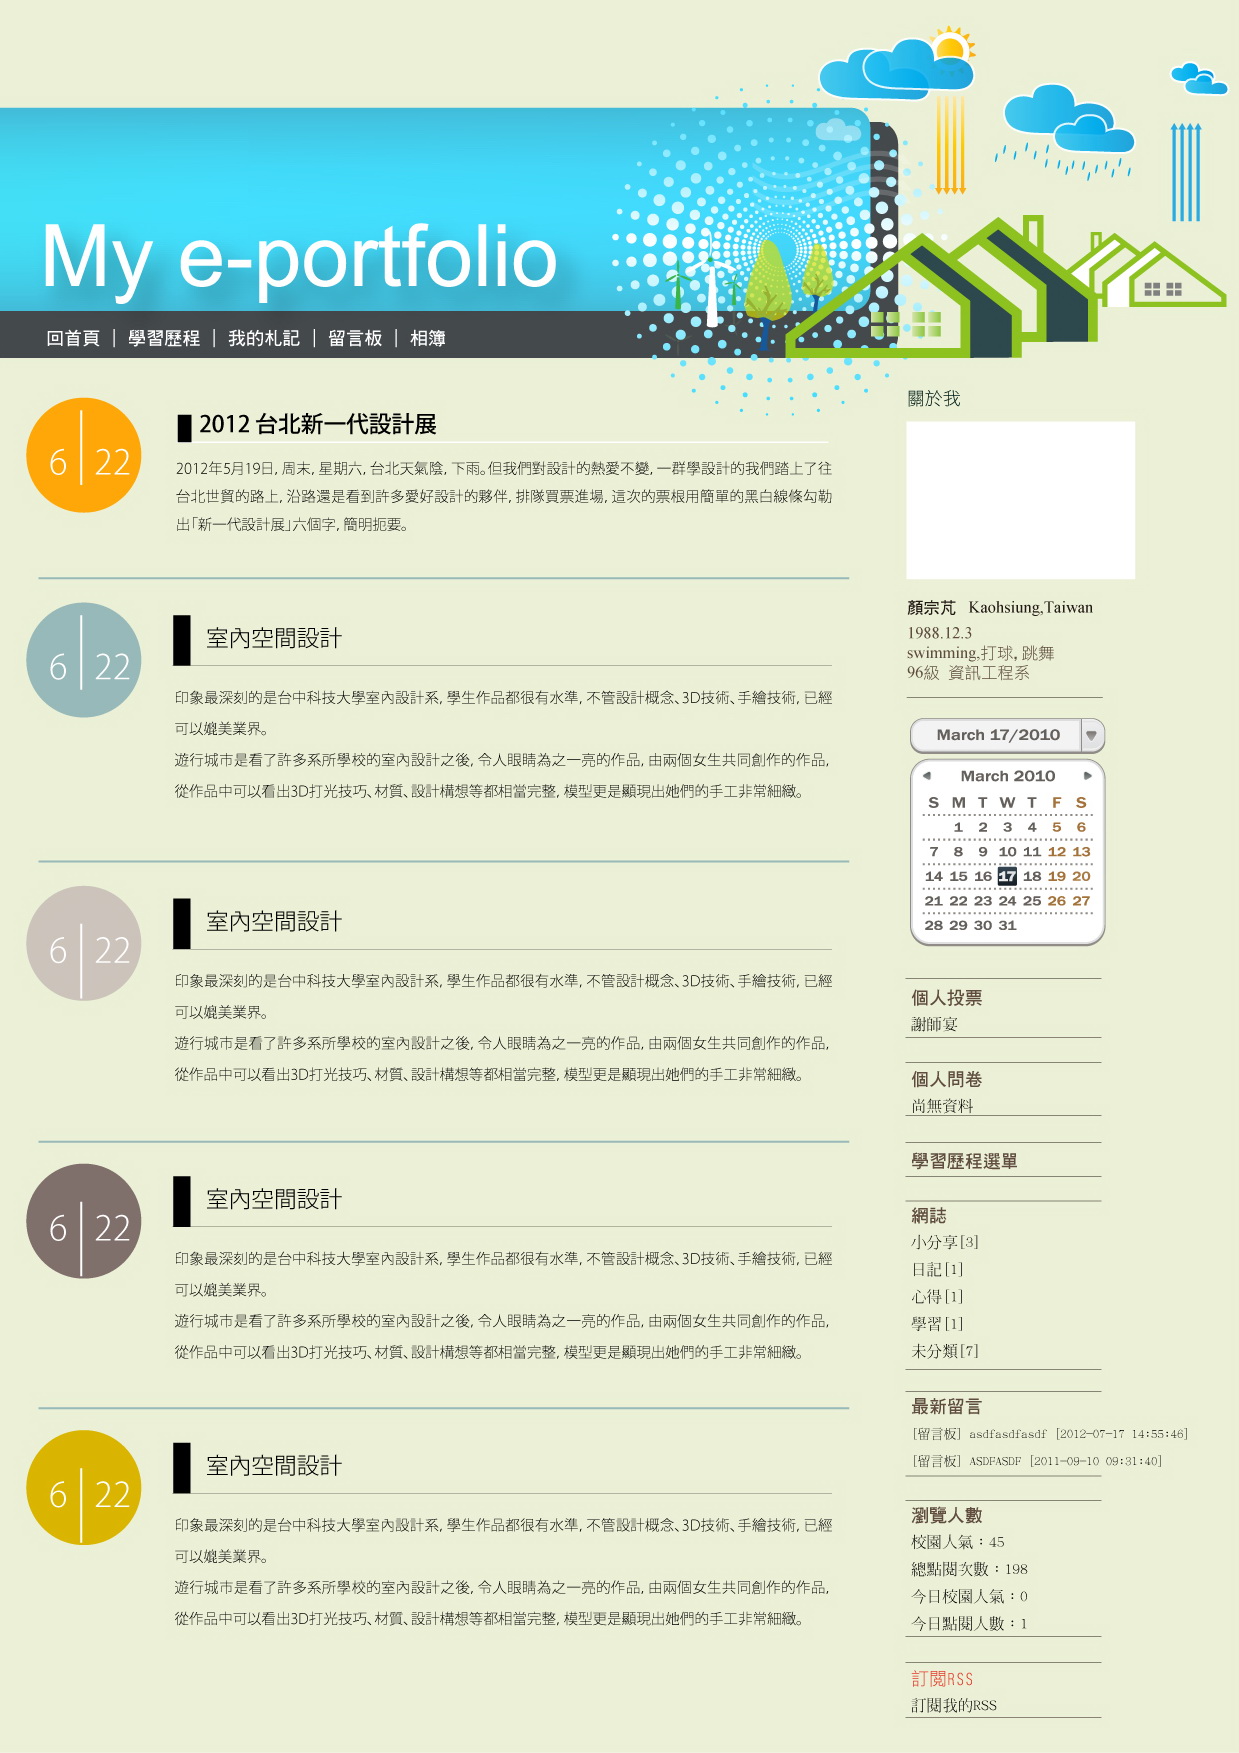 My e-portfolio
回首頁 | 學習歷程 | 我的札記 | 留言板 | 相簿
6 22
2012 台北新一代設計展
2012年5月19日, 周末, 星期六, 台北天氣陰, 下雨。但我們對設計的熱愛不變, 一群學設計的我們踏上了往
台北世貿的路上, 沿路還是看到許多愛好設計的夥伴, 排隊買票進場, 這次的票根用簡單的黑白線條勾勒
出「新一代設計展」六個字, 簡明扼要。
6 22
室內空間設計
印象最深刻的是台中科技大學室內設計系, 學生作品都很有水準, 不管設計概念、3D技術、手繪技術, 已經
可以媲美業界。
遊行城市是看了許多系所學校的室內設計之後, 令人眼睛為之一亮的作品, 由兩個女生共同創作的作品,
從作品中可以看出3D打光技巧、材質、設計構想等都相當完整, 模型更是顯現出她們的手工非常細緻。
6 22
室內空間設計
印象最深刻的是台中科技大學室內設計系, 學生作品都很有水準, 不管設計概念、3D技術、手繪技術, 已經
可以媲美業界。
遊行城市是看了許多系所學校的室內設計之後, 令人眼睛為之一亮的作品, 由兩個女生共同創作的作品,
從作品中可以看出3D打光技巧、材質、設計構想等都相當完整, 模型更是顯現出她們的手工非常細緻。
6 22
室內空間設計
印象最深刻的是台中科技大學室內設計系, 學生作品都很有水準, 不管設計概念、3D技術、手繪技術, 已經
可以媲美業界。
遊行城市是看了許多系所學校的室內設計之後, 令人眼睛為之一亮的作品, 由兩個女生共同創作的作品,
從作品中可以看出3D打光技巧、材質、設計構想等都相當完整, 模型更是顯現出她們的手工非常細緻。
6 22
室內空間設計
印象最深刻的是台中科技大學室內設計系, 學生作品都很有水準, 不管設計概念、3D技術、手繪技術, 已經
可以媲美業界。
遊行城市是看了許多系所學校的室內設計之後, 令人眼睛為之一亮的作品, 由兩個女生共同創作的作品,
從作品中可以看出3D打光技巧、材質、設計構想等都相當完整, 模型更是顯現出她們的手工非常細緻。
關於我
顏宗芃 Kaohsiung,Taiwan
1988.12.3
swimming,打球, 跳舞
96級 資訊工程系
March 17/2010
March 2010
S M T W T F S
1 2 3 4 5 6
7 8 9 10 11 12 13
14 15 16 17 18 19 20
21 22 23 24 25 26 27
28 29 30 31
個人投票
謝師宴
個人問卷
尚無資料
學習歷程選單
網誌
小分享[3]
日記[1]
心得[1]
學習[1]
未分類[7]
最新留言
[留言板] asdfasdfasdf [2012-07-17 14:55:46]
[留言板] ASDFASDF [2011-09-10 09:31:40]
瀏覽人數
校園人氣：45
總點閱次數：198
今日校園人氣：0
今日點閱人數：1
訂閱RSS
訂閱我的RSS